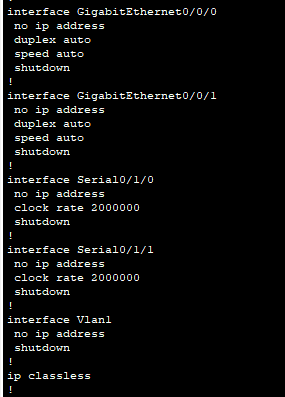 interface GigabitEthernet0/0/0
 no ip address
 duplex auto
 speed auto
 shutdown
!
interface GigabitEthernet0/0/1
 no ip address
 duplex auto
 speed auto
 shutdown
!
interface Serial0/1/0
 no ip address
 clock rate 2000000
 shutdown
!
interface Serial0/1/1
 no ip address
 clock rate 2000000
 shutdown
!
interface Vlan1
 no ip address
 shutdown
!
ip classless
!